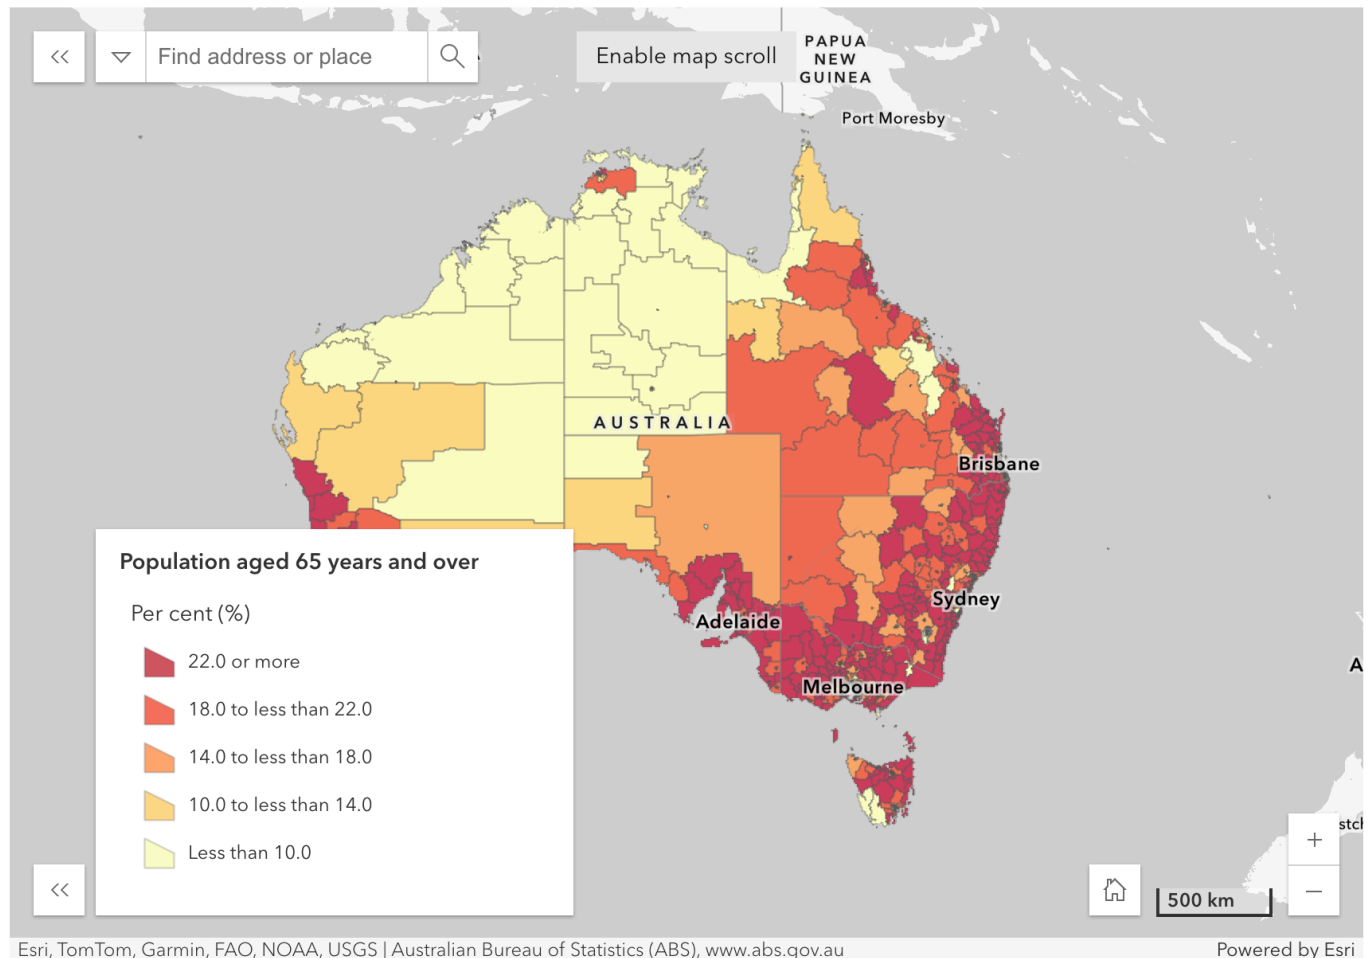 Find address or place
Enable map scroll
PAPUA
NEW
GUINEA
Port Moresby
AUSTRALIA
Brisbane
Sydney
Adelaide
Melbourne
Population aged 65 years and over
Per cent (%)
22.0 or more
18.0 to less than 22.0
14.0 to less than 18.0
10.0 to less than 14.0
Less than 10.0
A
stch
+
−
500 km
Esri, TomTom, Garmin, FAO, NOAA, USGS | Australian Bureau of Statistics (ABS), www.abs.gov.au
Powered by Esri